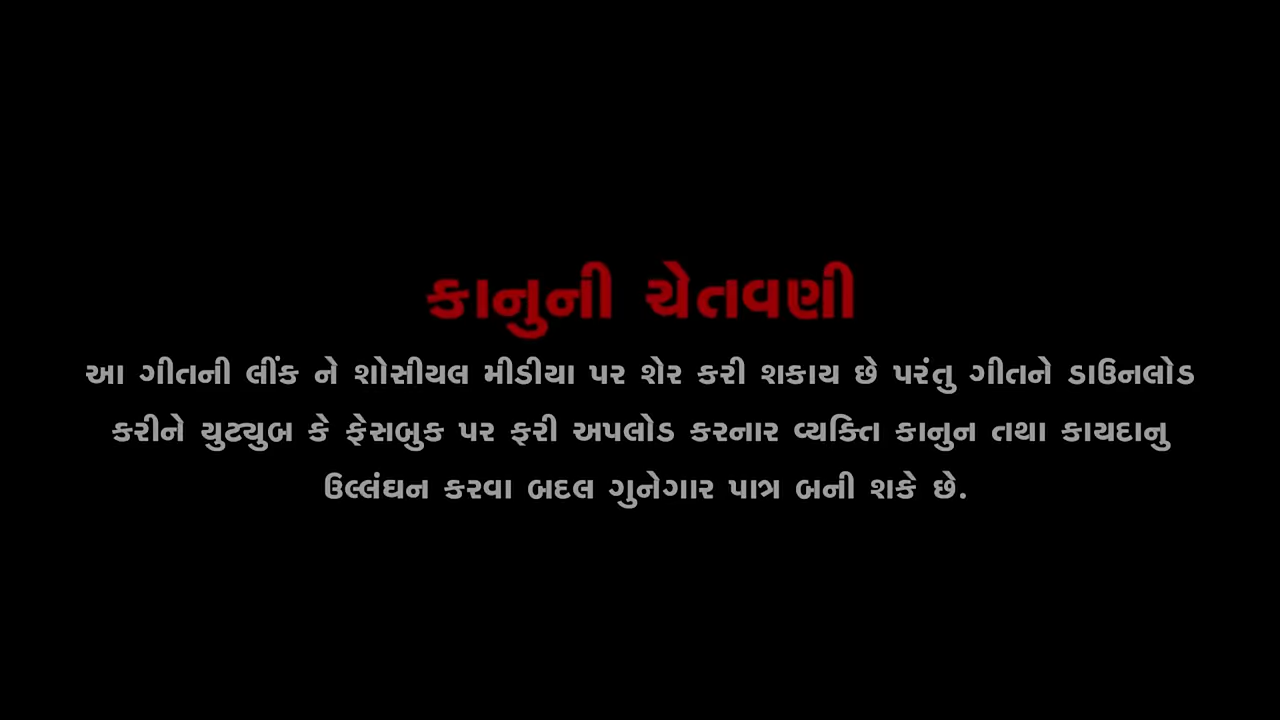 કાનુની ચેતવણી
આ ગીતની લીંક ને શોસીયલ મીડીયા પર શેર કરી શકાય છે પરંતુ ગીતને ડાઉનલોડ
કરીને યુટ્યુબ કે ફેસબુક પર ફરી અપલોડ કરનાર વ્યક્તિ કાનુન તથા કાયદાનુ
ઉલ્લંઘન કરવા બદલ ગુનેગાર પાત્ર બની શકે છે.